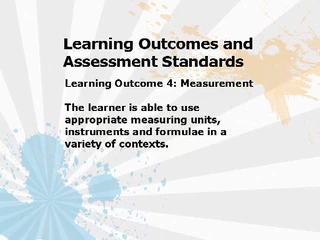 Learning Outcomes and
Assessment Standards
Learning Outcome 4: Measurement
The learner is able to use
appropriate measuring units,
instruments and formulae in a
variety of contexts.